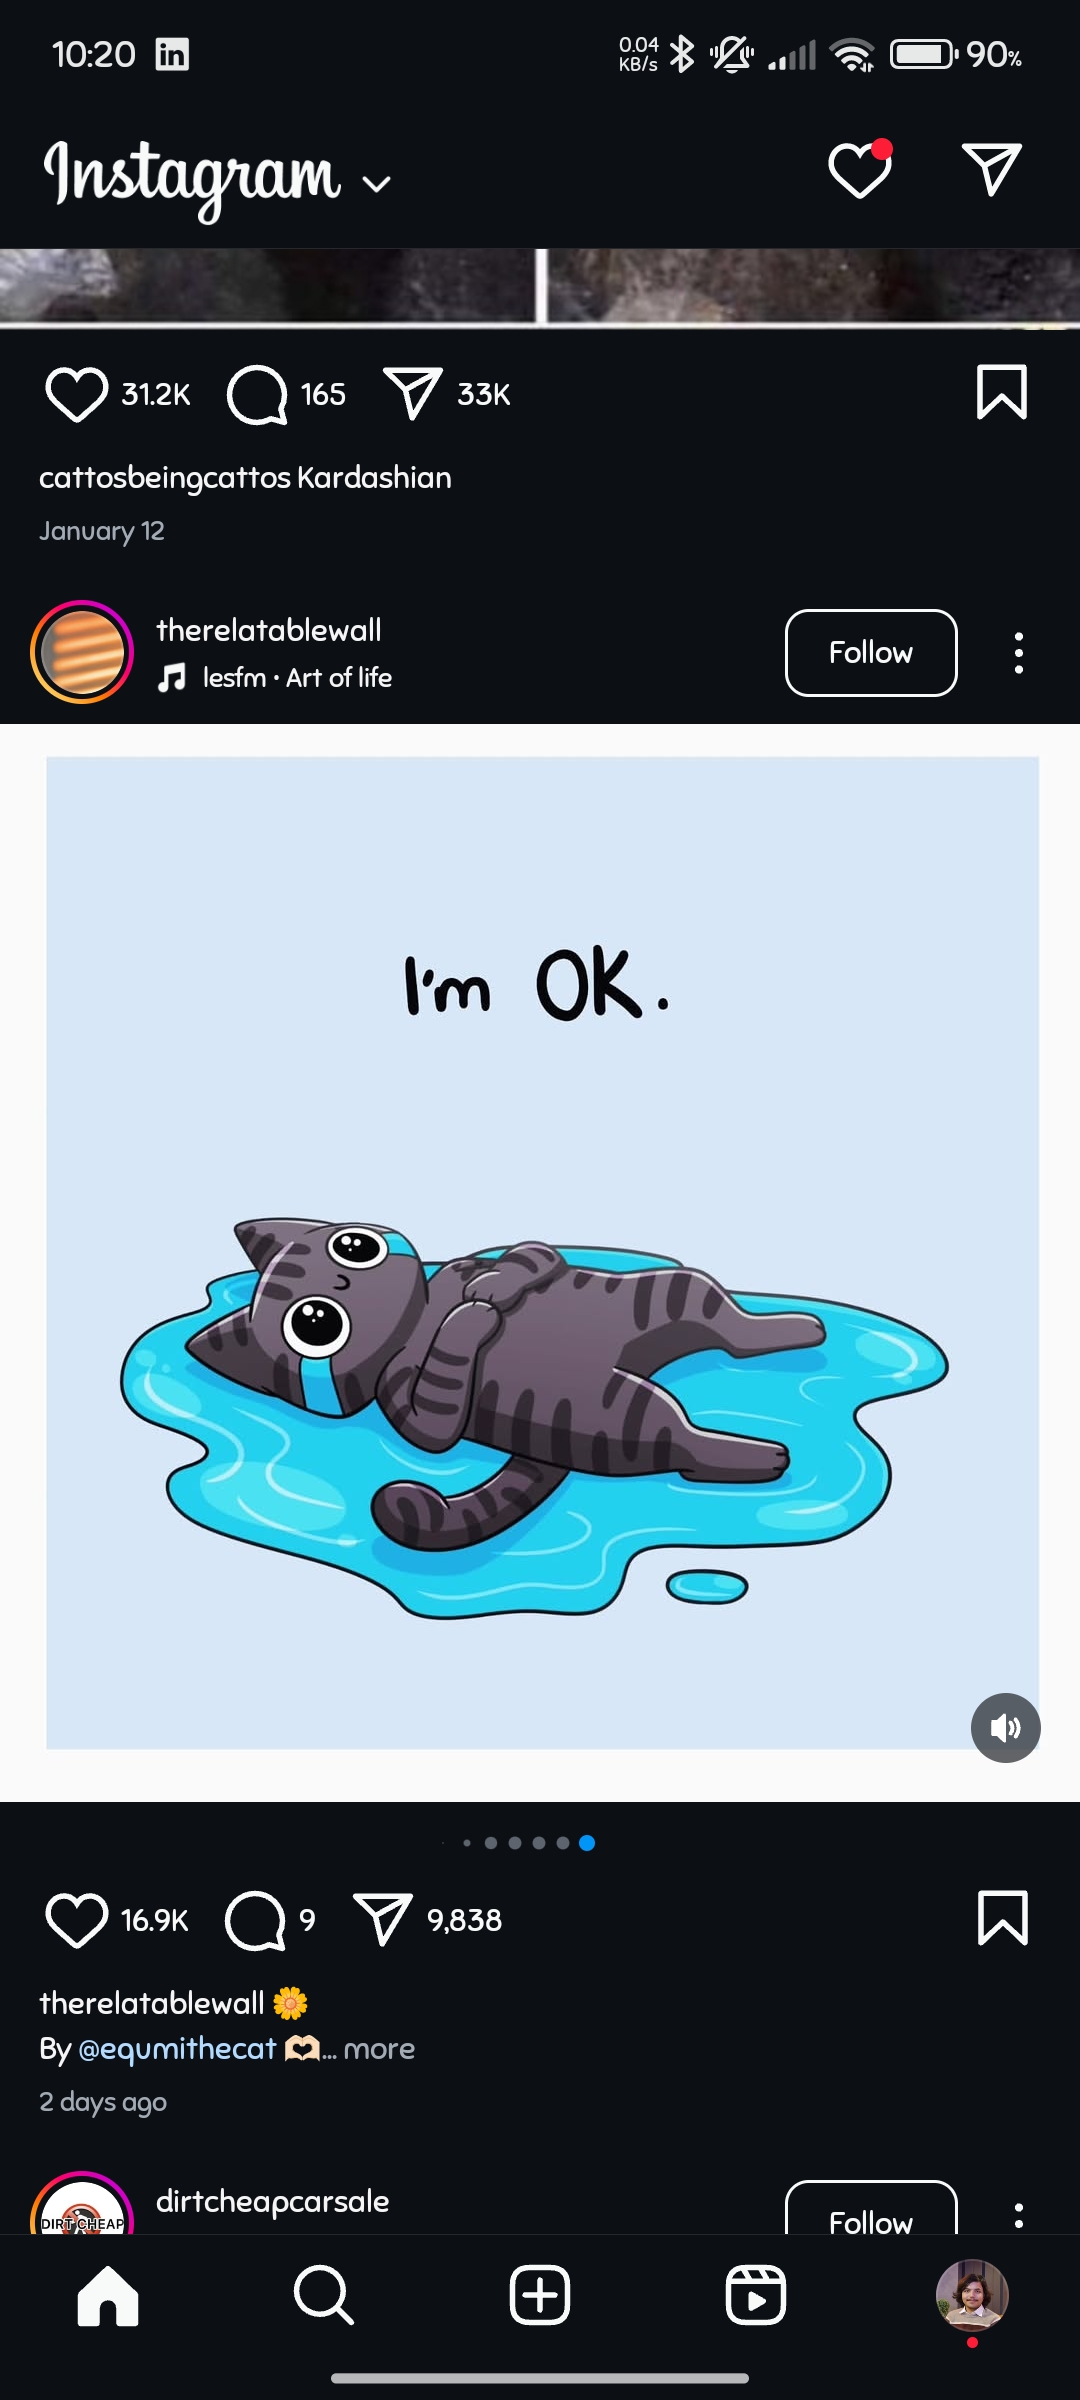 10:20 in 0.04 KB/s 90%
Instagram
31.2K 165 33K
cattosbeingcattos Kardashian
January 12
therelatablewall
lesfm • Art of life
Follow
I'm OK.
16.9K 9 9,838
therelatablewall 🌼
By @equmithecat 🫶🏻... more
2 days ago
dirtcheapcarsale
DIRT CHEAP
Follow